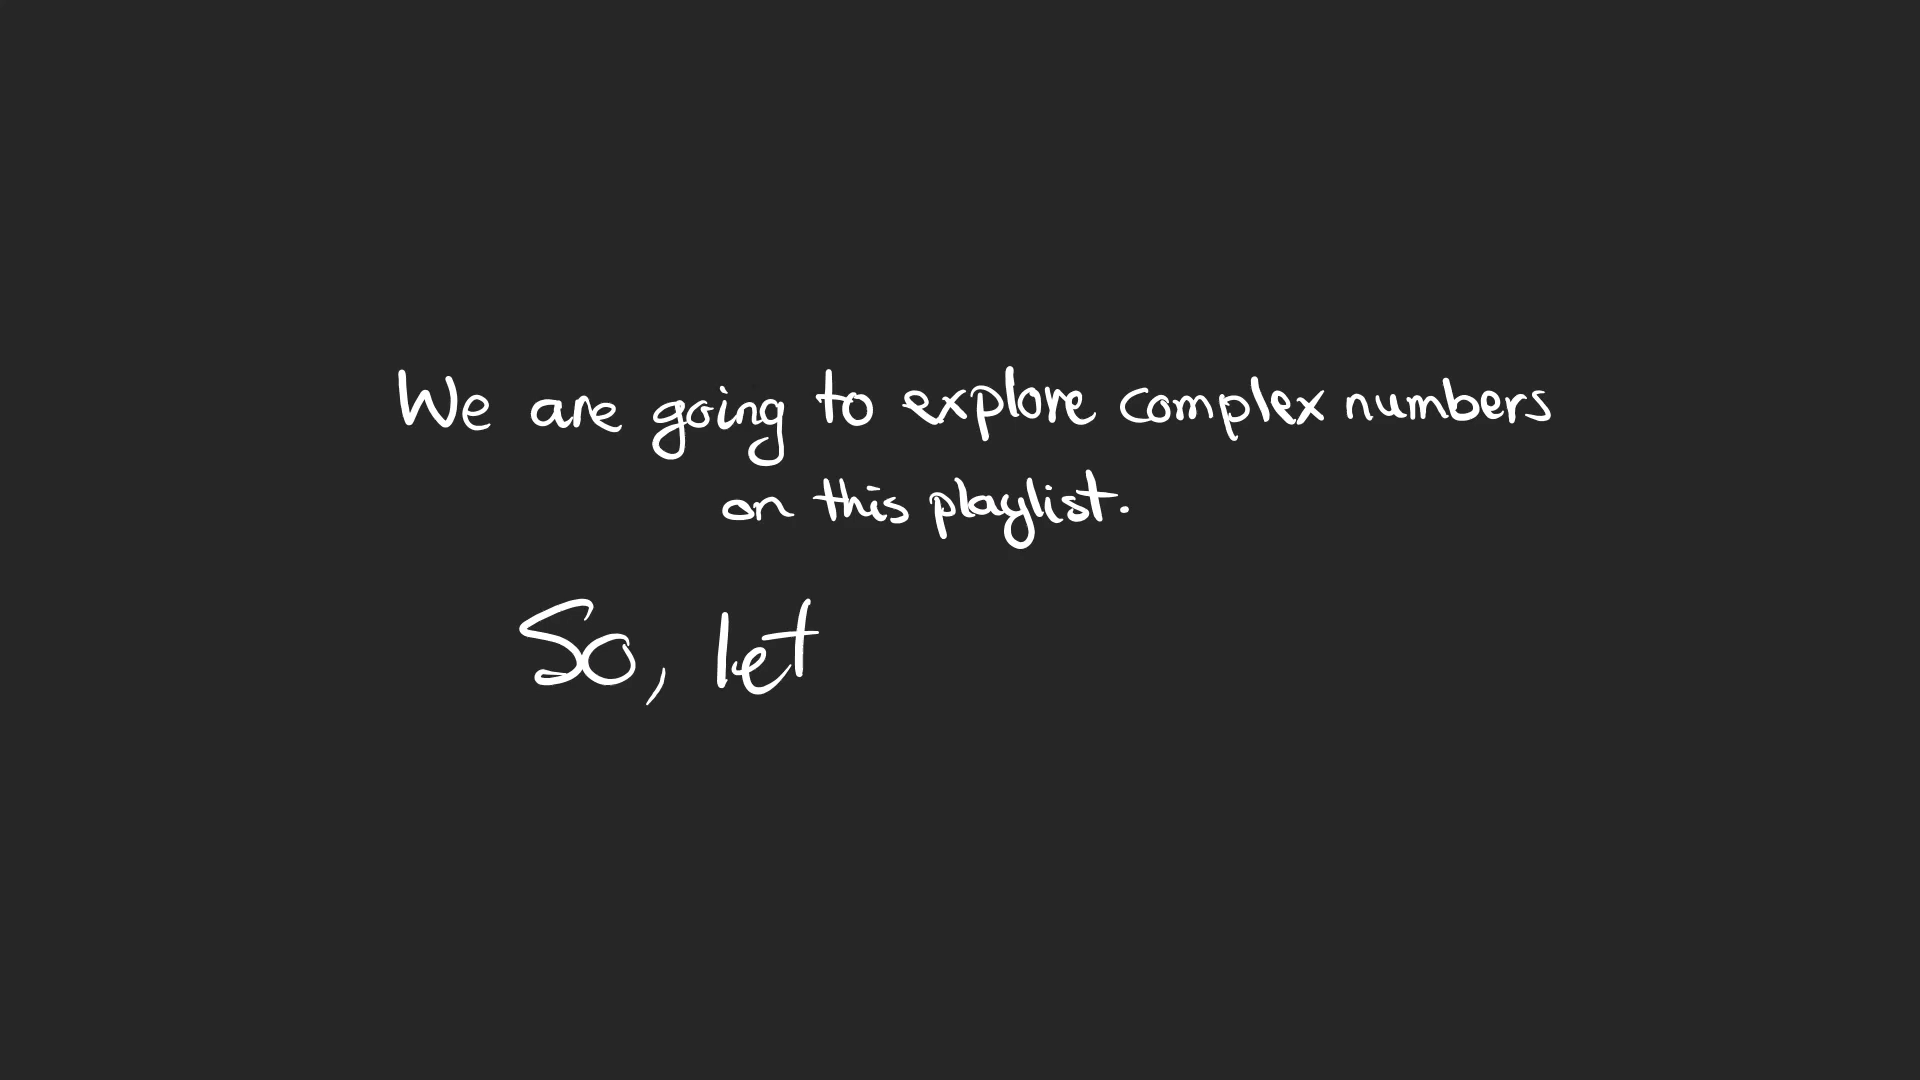 We are going to explore complex numbers
on this playlist.
So, let